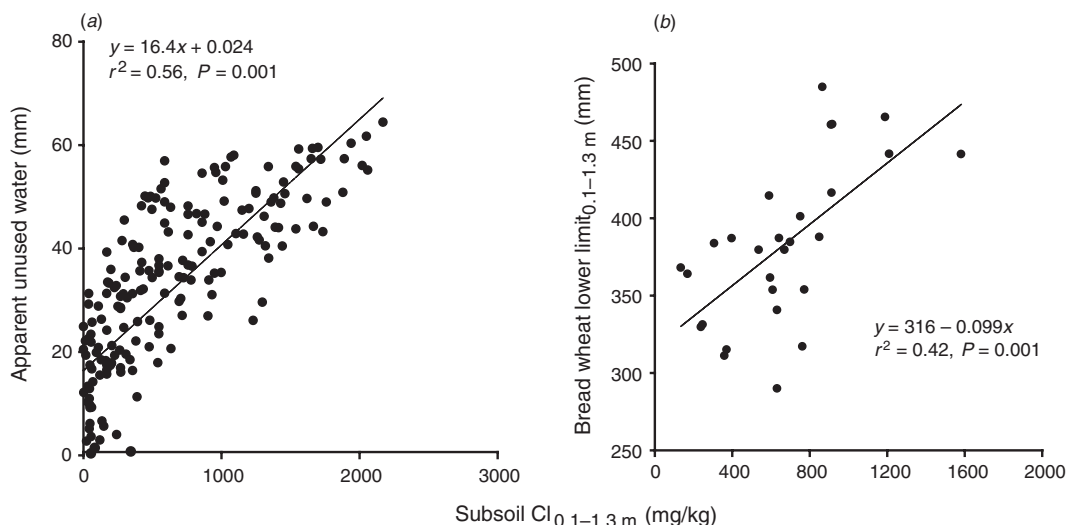 (a)
y = 16.4x + 0.024
r² = 0.56, P = 0.001
Apparent unused water (mm)
80
60
40
20
0
0 1000 2000 3000
(b)
Bread wheat lower limit0.1–1.3 m (mm)
500
450
400
350
300
250
y = 316 – 0.099x
r² = 0.42, P = 0.001
0 400 800 1200 1600 2000
Subsoil Cl0.1–1.3 m (mg/kg)